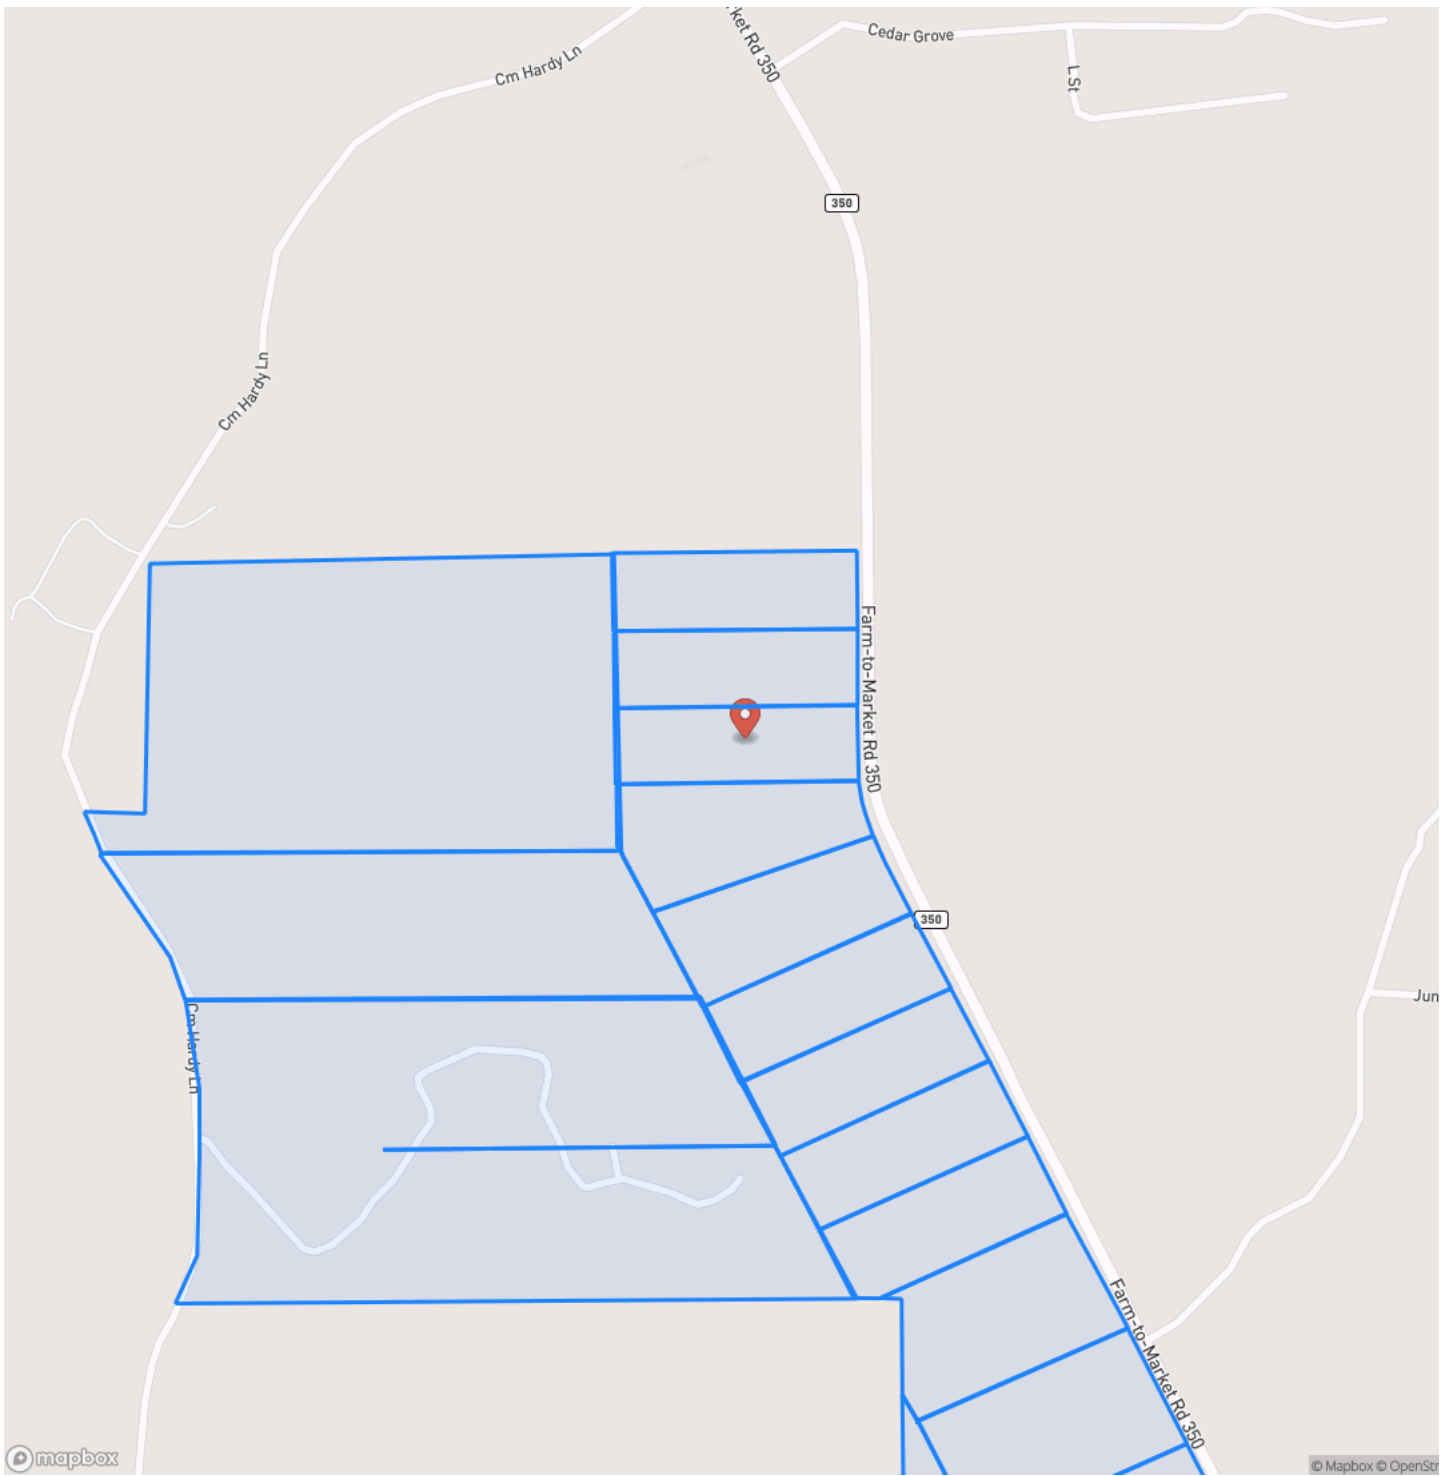 ket Rd 350
Cedar Grove
Cm Hardy Ln
L St
350
Cm Hardy Ln
Farm-to-Market Rd 350
350
Jun
Cm Hardy Ln
Farm-to-Market Rd 350
mapbox
© Mapbox © OpenStr